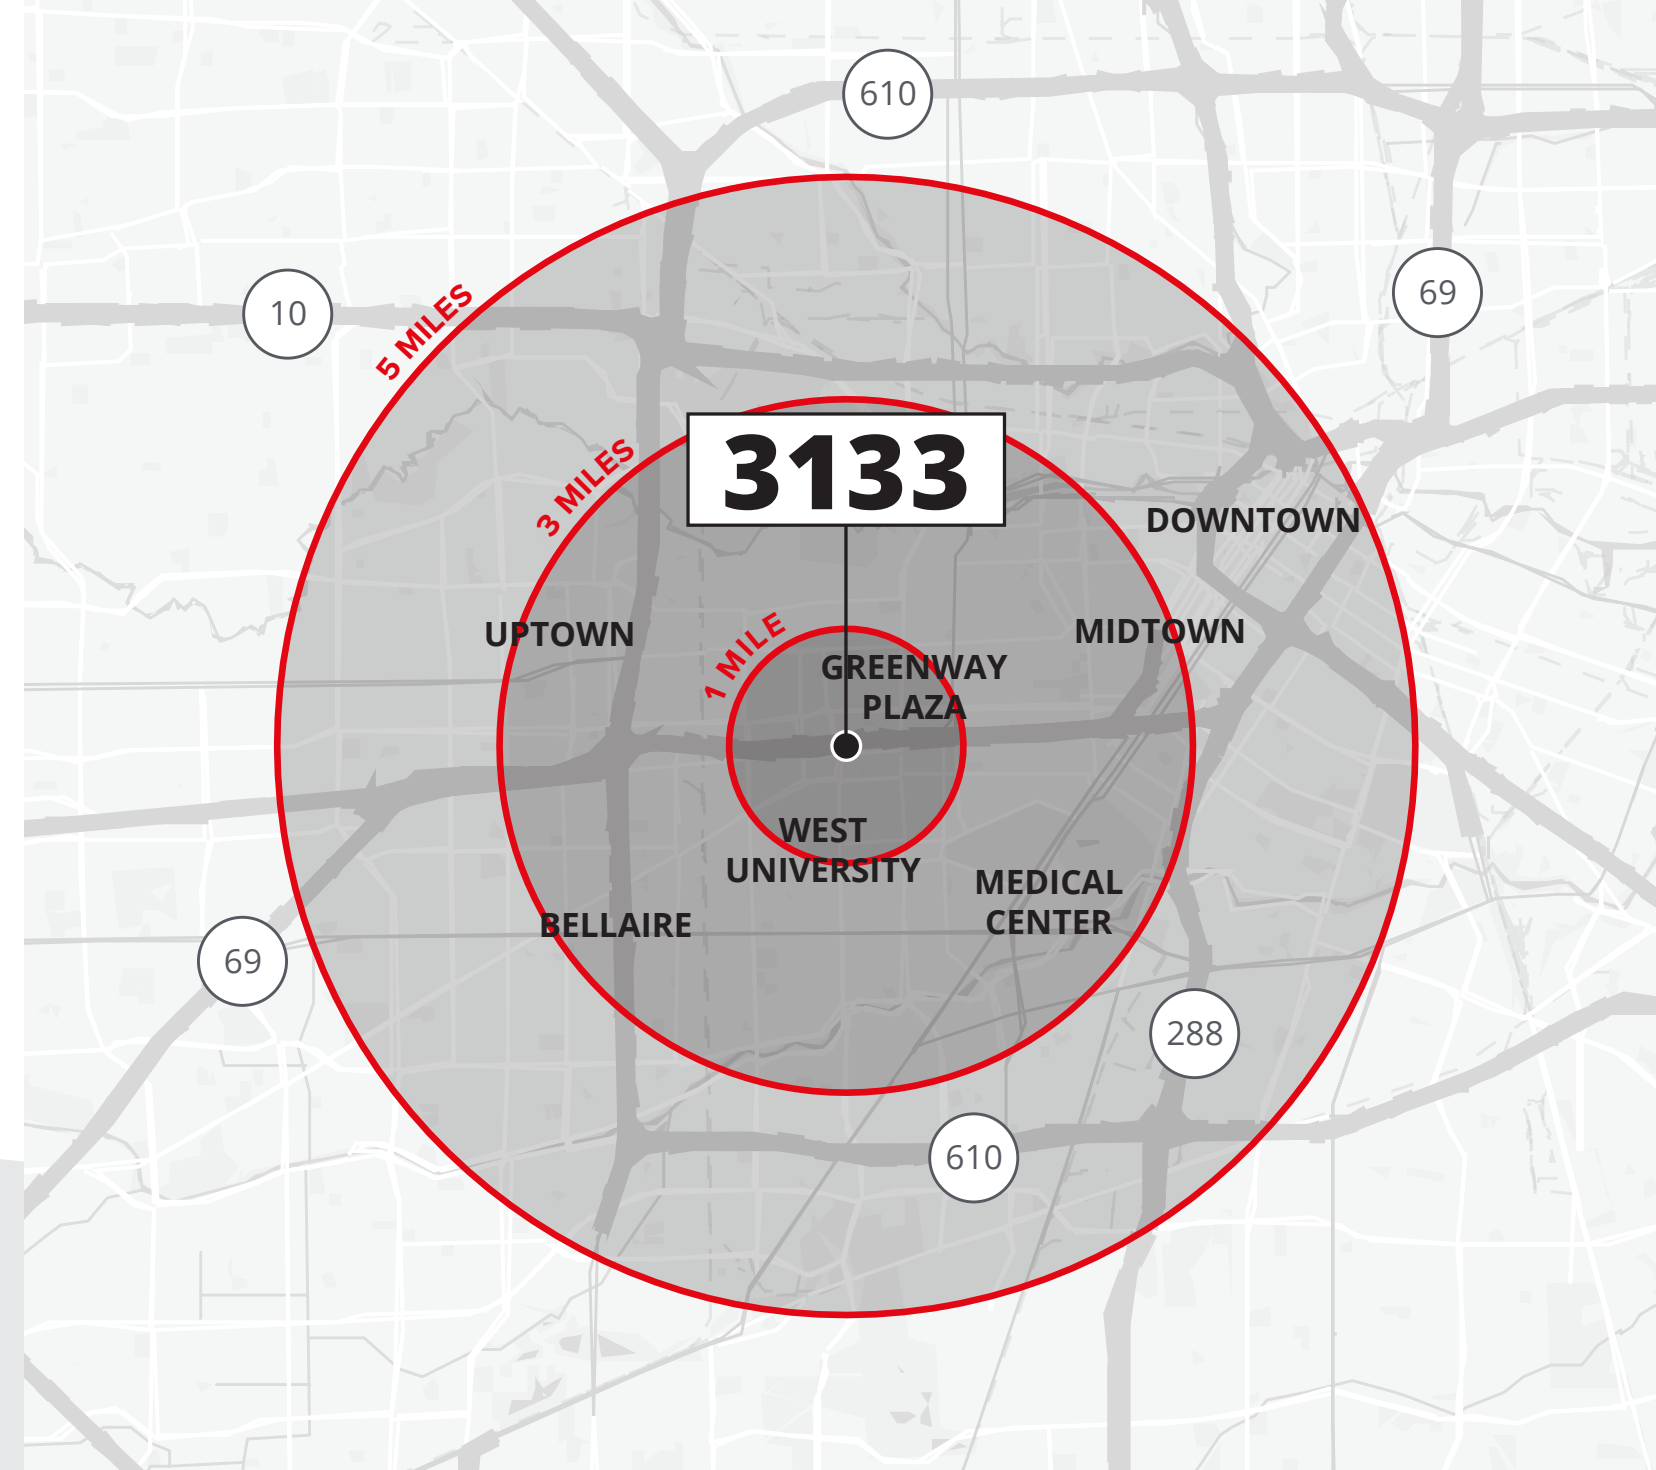 610
69
10
5 MILES
3 MILES
3133
DOWNTOWN
UPTOWN
MIDTOWN
1 MILE
GREENWAY
PLAZA
WEST
UNIVERSITY
MEDICAL
CENTER
BELLAIRE
69
288
610